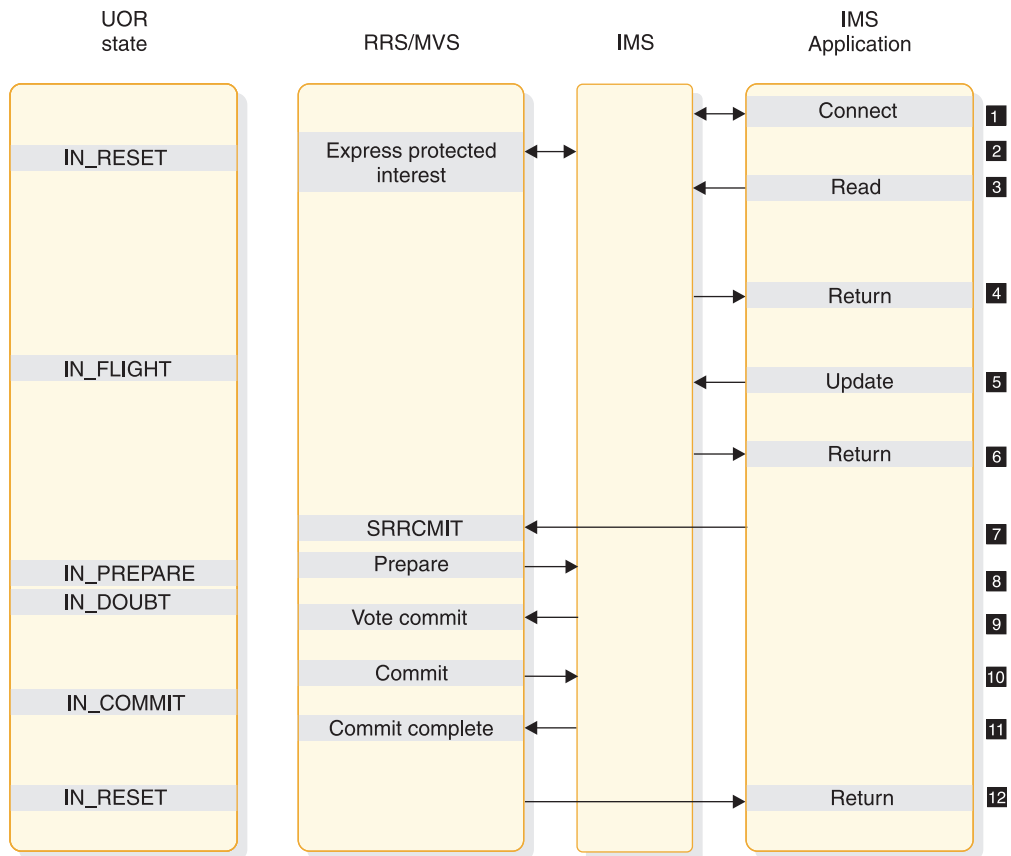 UOR
state
RRS/MVS
IMS
IMS
Application
Connect
1
IN_RESET
Express protected
interest
2
Read
3
Return
4
IN_FLIGHT
Update
5
Return
6
SRRCMIT
7
Prepare
IN_PREPARE
8
IN_DOUBT
Vote commit
9
Commit
10
IN_COMMIT
Commit complete
11
IN_RESET
Return
12